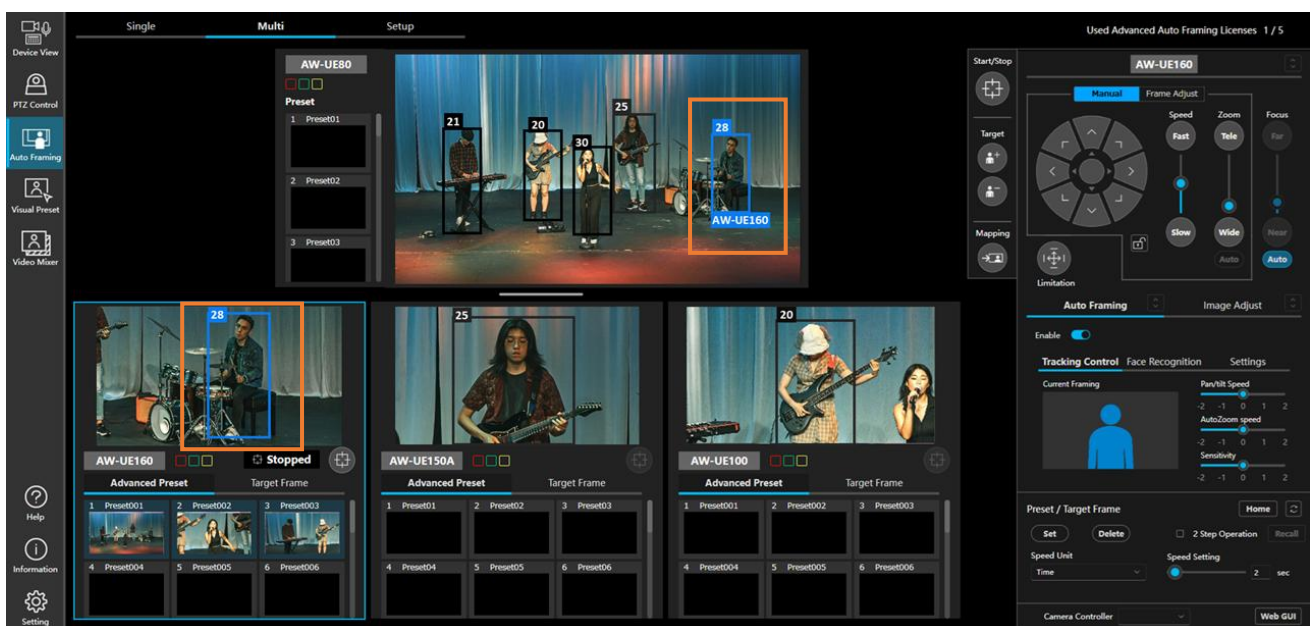 Single Multi Setup
Used Advanced Auto Framing Licenses 1 / 5
Device View
PTZ Control
Auto Framing
Visual Preset
Video Mixer
Help
Information
Setting
AW-UE80
Preset
1 Preset01
2 Preset02
3 Preset03
21
20
30
25
28
AW-UE160
Start/Stop
Target
Mapping
28
AW-UE160
Stopped
Advanced Preset Target Frame
1 Preset001 2 Preset002 3 Preset003
4 Preset004 5 Preset005 6 Preset006
25
AW-UE150A
Advanced Preset Target Frame
1 Preset01 2 Preset02 3 Preset03
4 Preset04 5 Preset05 6 Preset06
20
AW-UE100
Advanced Preset Target Frame
1 Preset001 2 Preset002 3 Preset003
4 Preset004 5 Preset005 6 Preset006
AW-UE160
Manual Frame Adjust
Speed Zoom Focus
Fast Tele Far
Slow Wide Near
Auto Auto
Limitation
Auto Framing Image Adjust
Enable
Tracking Control Face Recognition Settings
Current Framing
Pan/tilt Speed
-2 -1 0 1 2
AutoZoom speed
-2 -1 0 1 2
Sensitivity
-2 -1 0 1 2
Preset / Target Frame Home
Set Delete 2 Step Operation Recall
Speed Unit Speed Setting
Time 2 sec
Camera Controller Web GUI